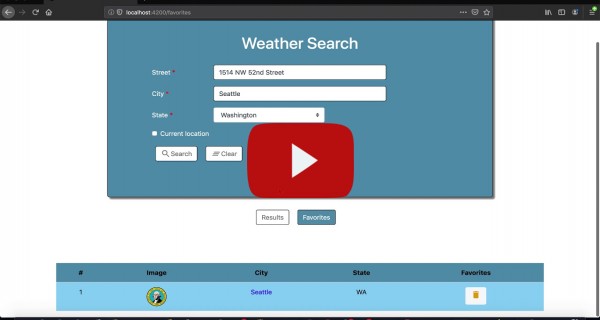 localhost:4200/favorites
Weather Search
Street *
1514 NW 52nd Street
City *
Seattle
State *
Washington
Current location
Search
Clear
Results
Favorites
# Image City State Favorites
1 Seattle WA